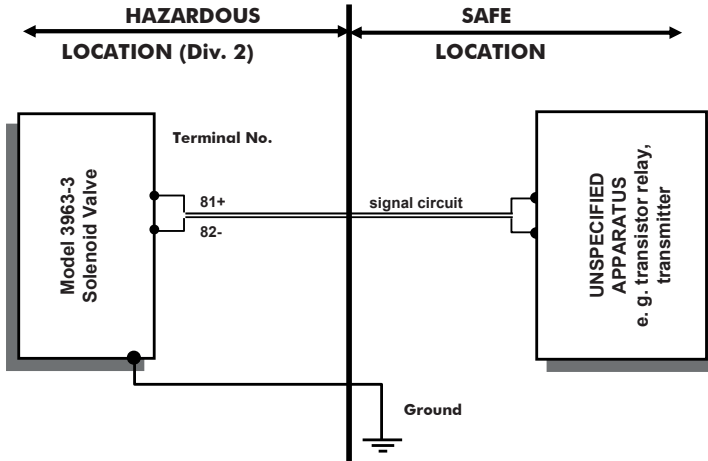 HAZARDOUS
LOCATION (Div. 2)
SAFE
LOCATION
Terminal No.
Model 3963-3
Solenoid Valve
81+
82-
signal circuit
UNSPECIFIED
APPARATUS
e. g. transistor relay,
transmitter
Ground